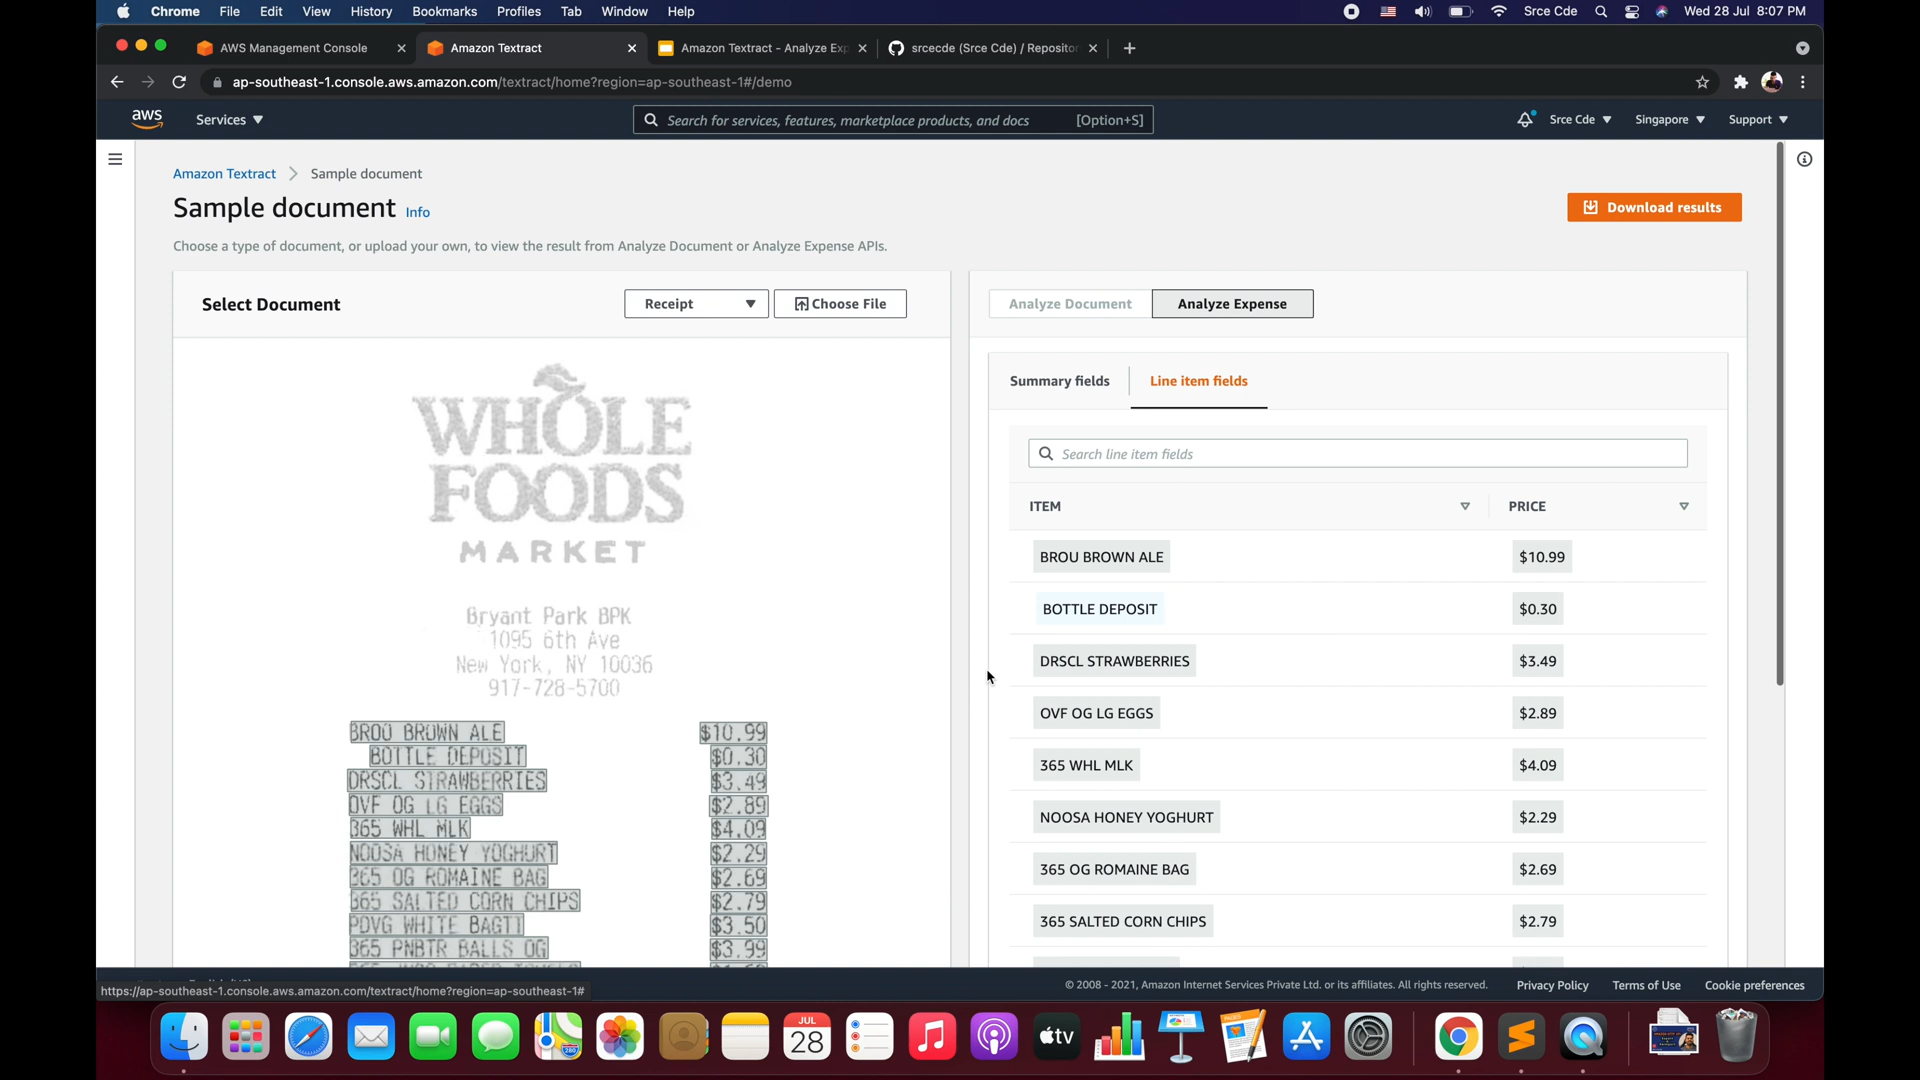 Chrome File Edit View History Bookmarks Profiles Tab Window Help
Srce Cde Wed 28 Jul 8:07 PM
AWS Management Console
Amazon Textract
Amazon Textract - Analyze Exp
srcecde (Srce Cde) / Repositor
ap-southeast-1.console.aws.amazon.com/textract/home?region=ap-southeast-1#/demo
aws Services
Search for services, features, marketplace products, and docs [Option+S]
Srce Cde Singapore Support
Amazon Textract Sample document
Sample document Info
Download results
Choose a type of document, or upload your own, to view the result from Analyze Document or Analyze Expense APIs.
Select Document
Receipt
Choose File
WHOLE
FOODS
MARKET
Bryant Park BPK
1095 6th Ave
New York, NY 10036
917-728-5700
BROU BROWN ALE $10.99
BOTTLE DEPOSIT $0.30
DRSCL STRAWBERRIES $3.49
OVF OG LG EGGS $2.89
365 WHL MLK $4.09
NOOSA HONEY YOGHURT $2.29
365 OG ROMAINE BAG $2.69
365 SALTED CORN CHIPS $2.79
POVG WHITE BAGTT $3.50
365 PNBTR BALLS OG $3.99
Analyze Document
Analyze Expense
Summary fields
Line item fields
Search line item fields
ITEM PRICE
BROU BROWN ALE $10.99
BOTTLE DEPOSIT $0.30
DRSCL STRAWBERRIES $3.49
OVF OG LG EGGS $2.89
365 WHL MLK $4.09
NOOSA HONEY YOGHURT $2.29
365 OG ROMAINE BAG $2.69
365 SALTED CORN CHIPS $2.79
https://ap-southeast-1.console.aws.amazon.com/textract/home?region=ap-southeast-1#
© 2008 - 2021, Amazon Internet Services Private Ltd. or its affiliates. All rights reserved. Privacy Policy Terms of Use Cookie preferences
JUL
28
tv